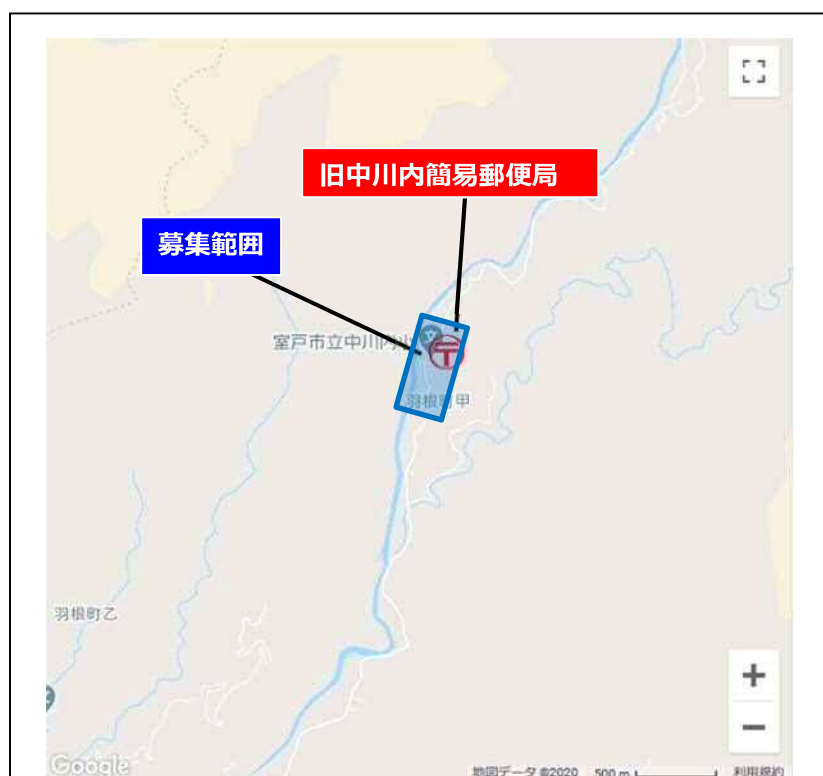 旧中川内簡易郵便局
募集範囲
室戸市立中川内小
羽根町甲
羽根町乙
+
−
Google
地図データ ©2020 500 m 利用規約